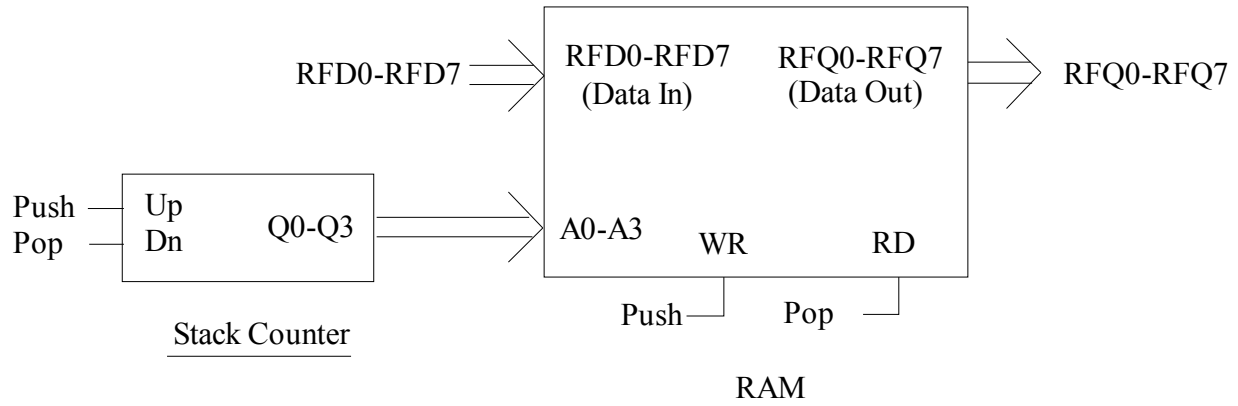 RFD0-RFD7
RFD0-RFD7
(Data In)
RFQ0-RFQ7
(Data Out)
RFQ0-RFQ7
Push
Pop
Up
Dn
Q0-Q3
A0-A3
WR
RD
Push
Pop
Stack Counter
RAM